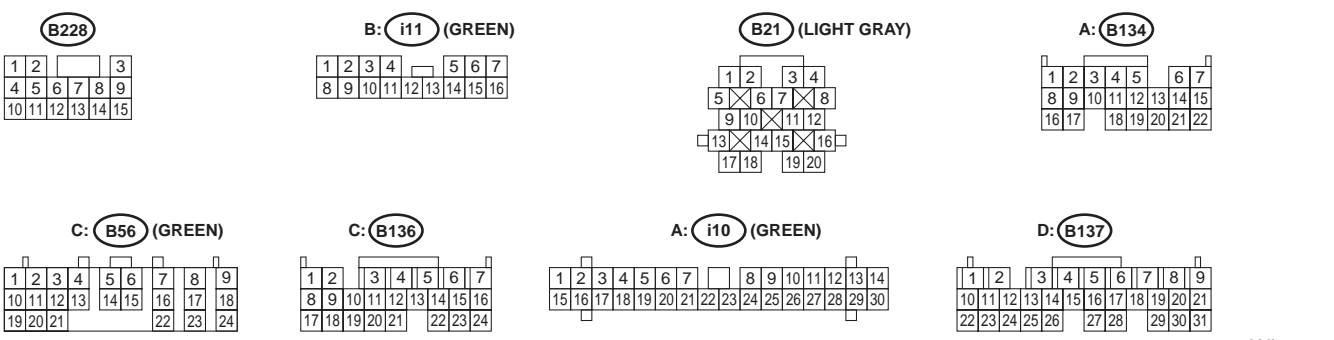 B228
B: i11 (GREEN)
B21 (LIGHT GRAY)
A: B134
1 2 3
4 5 6 7 8 9
10 11 12 13 14 15
1 2 3 4 5 6 7
8 9 10 11 12 13 14 15 16
1 2 3 4
5 6 7 8
9 10 11 12
13 14 15 16
17 18 19 20
1 2 3 4 5 6 7
8 9 10 11 12 13 14 15
16 17 18 19 20 21 22
C: B56 (GREEN)
C: B136
A: i10 (GREEN)
D: B137
1 2 3 4 5 6 7 8 9
10 11 12 13 14 15 16 17 18
19 20 21 22 23 24
1 2 3 4 5 6 7
8 9 10 11 12 13 14 15 16
17 18 19 20 21 22 23 24
1 2 3 4 5 6 7 8 9 10 11 12 13 14
15 16 17 18 19 20 21 22 23 24 25 26 27 28 29 30
1 2 3 4 5 6 7 8 9
10 11 12 13 14 15 16 17 18 19 20 21
22 23 24 25 26 27 28 29 30 31